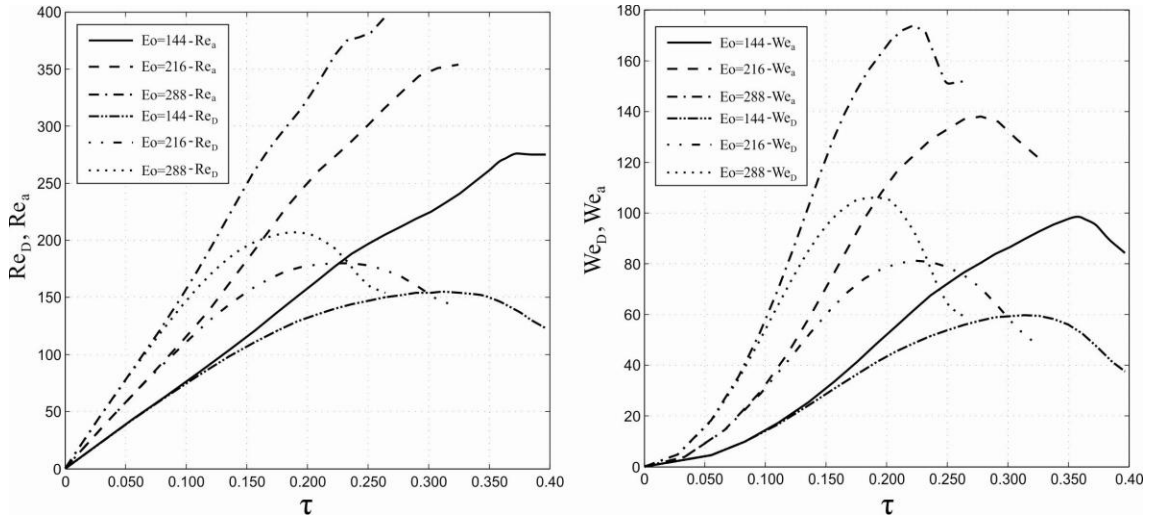 400
350
300
250
200
150
100
50
0
Re_D, Re_a
Eo=144-Re_a
Eo=216-Re_a
Eo=288-Re_a
Eo=144-Re_D
Eo=216-Re_D
Eo=288-Re_D
0 0.050 0.100 0.150 0.200 0.250 0.300 0.350 0.40
τ
180
160
140
120
100
80
60
40
20
0
We_D, We_a
Eo=144-We_a
Eo=216-We_a
Eo=288-We_a
Eo=144-We_D
Eo=216-We_D
Eo=288-We_D
0 0.050 0.100 0.150 0.200 0.250 0.300 0.350 0.40
τ